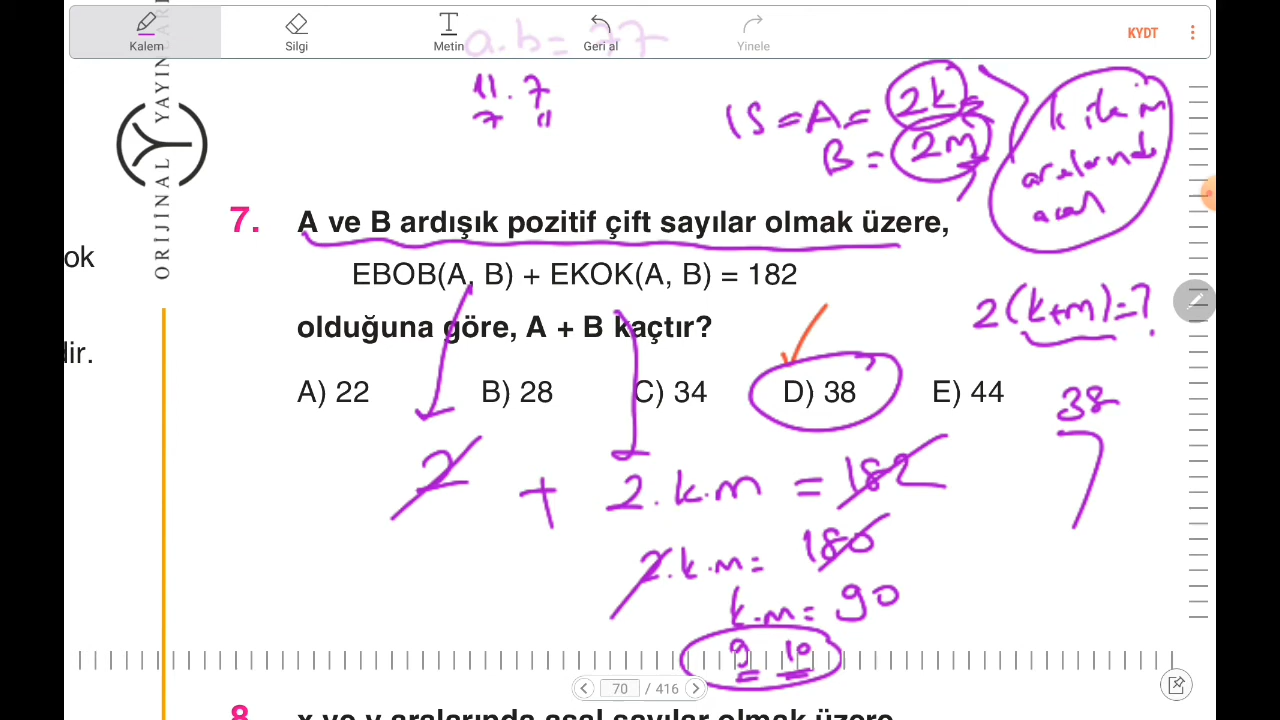 Kalem Silgi Metin Geri al Yinele KYDT
a.b = 77
11 . 7
7 11
A = 2k
B = 2m
k ile m
aralarında
asal
ORİJİNAL YAYINLARI
7. A ve B ardışık pozitif çift sayılar olmak üzere,
EBOB(A, B) + EKOK(A, B) = 182
olduğuna göre, A + B kaçtır?
A) 22 B) 28 C) 34 D) 38 E) 44
ok
dir.
2(k+m)=?
38
2 + 2.k.m = 182
2.k.m = 180
k.m = 90
9 10
70 / 416
8. x ve y aralarında asal sayılar olmak üzere